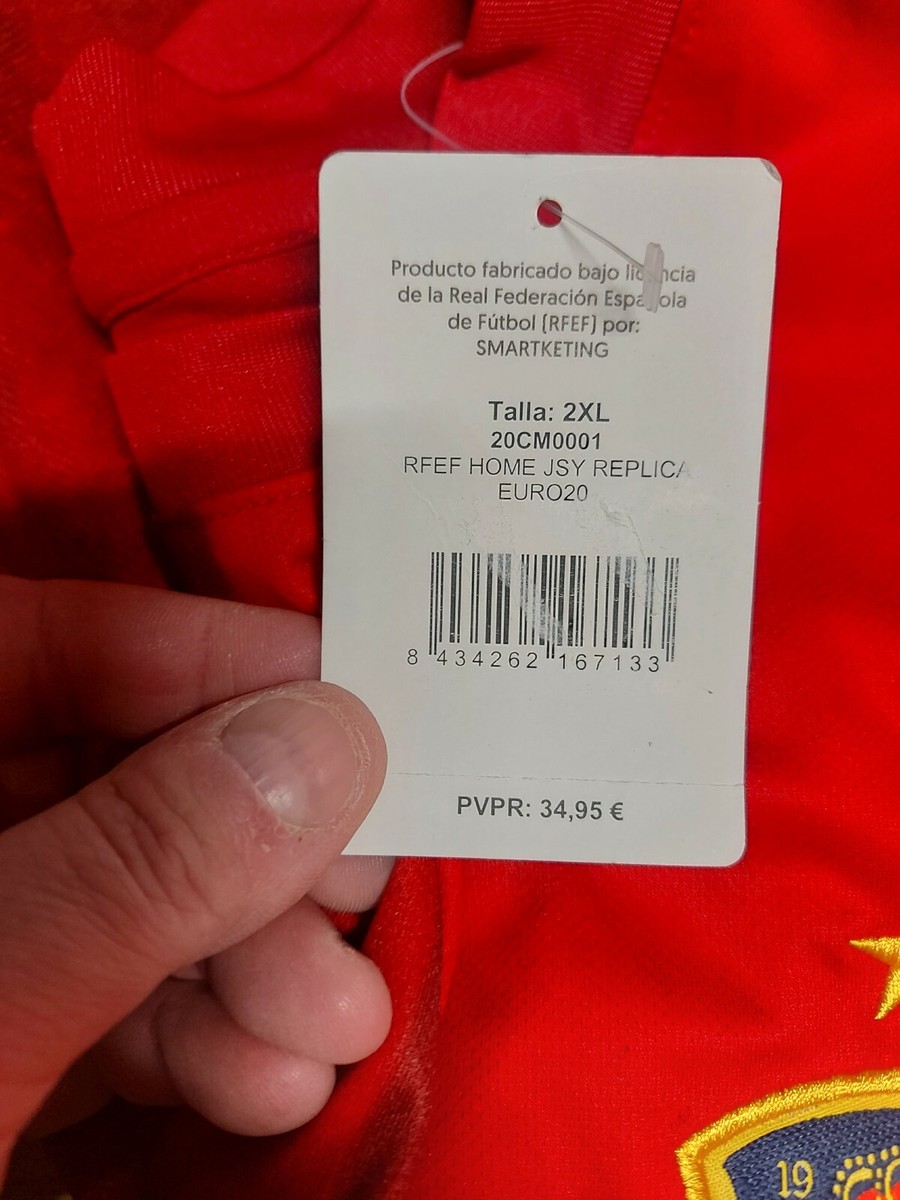 Producto fabricado bajo licencia
de la Real Federación Española
de Fútbol (RFEF) por:
SMARTKETING
Talla: 2XL
20CM0001
RFEF HOME JSY REPLICA
EURO20
8 434262 167133
PVPR: 34,95 €
19